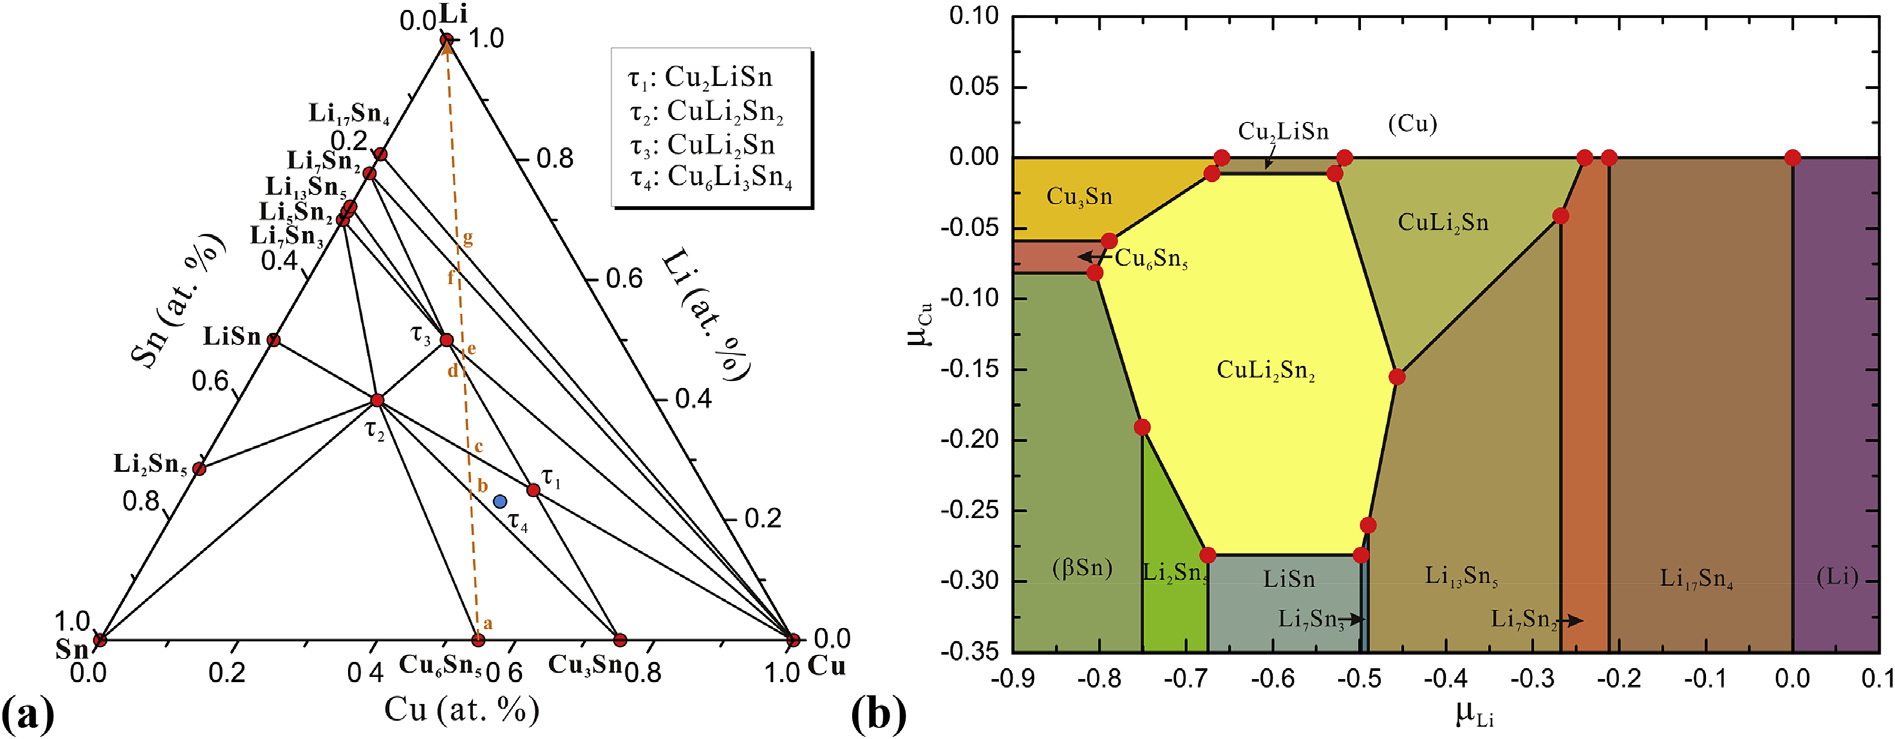 Li
0.0
1.0
τ₁: Cu₂LiSn
τ₂: CuLi₂Sn₂
τ₃: CuLi₂Sn
τ₄: Cu₆Li₃Sn₄
Li₁₇Sn₄
0.2
0.8
Li₇Sn₂
Li₁₃Sn₅
Li₅Sn₂
Li₇Sn₃
0.4
g
f
0.6
Sn (at. %)
Li (at. %)
LiSn
τ₃
e
d
0.6
0.4
τ₂
c
Li₂Sn₅
τ₁
b
0.8
τ₄
0.2
1.0
a
0.0
Sn
Cu₆Sn₅
Cu₃Sn
Cu
0.0
0.2
0 4
0 6
0.8
1.0
Cu (at. %)
(a)
0.10
0.05
0.00
-0.05
-0.10
-0.15
-0.20
-0.25
-0.30
-0.35
μCu
(Cu)
Cu₂LiSn
Cu₃Sn
CuLi₂Sn
Cu₆Sn₅
CuLi₂Sn₂
(βSn)
Li₂Sn₅
LiSn
Li₁₃Sn₅
Li₁₇Sn₄
(Li)
Li₇Sn₃
Li₇Sn₂
-0.9
-0.8
-0.7
-0.6
-0.5
-0.4
-0.3
-0.2
-0.1
0.0
0.1
μLi
(b)